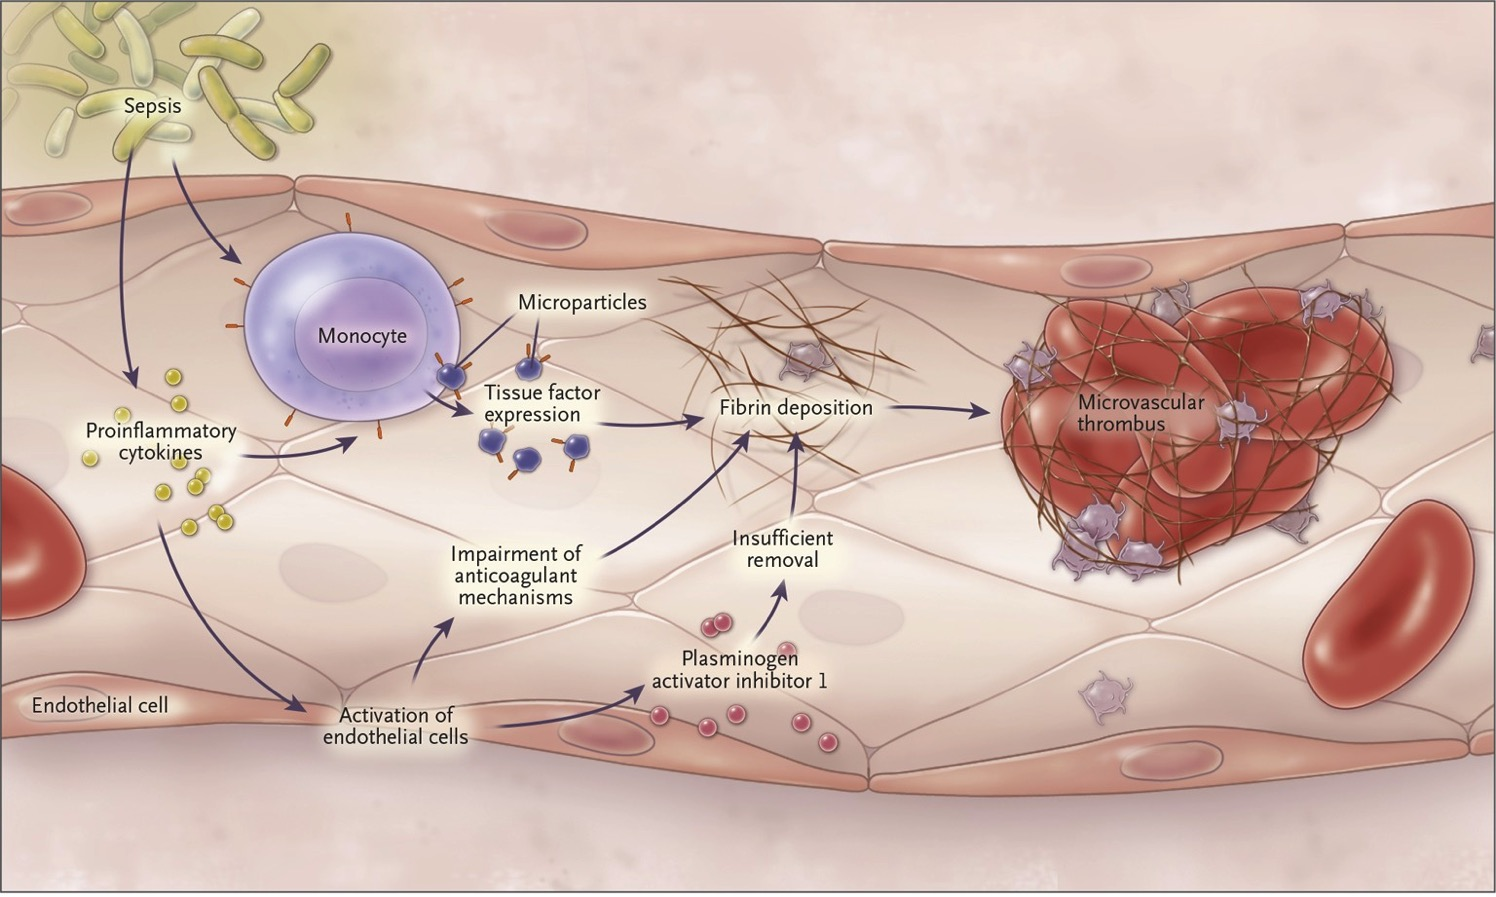 Sepsis
Monocyte
Microparticles
Tissue factor
expression
Proinflammatory
cytokines
Fibrin deposition
Microvascular
thrombus
Impairment of
anticoagulant
mechanisms
Insufficient
removal
Plasminogen
activator inhibitor 1
Endothelial cell
Activation of
endothelial cells